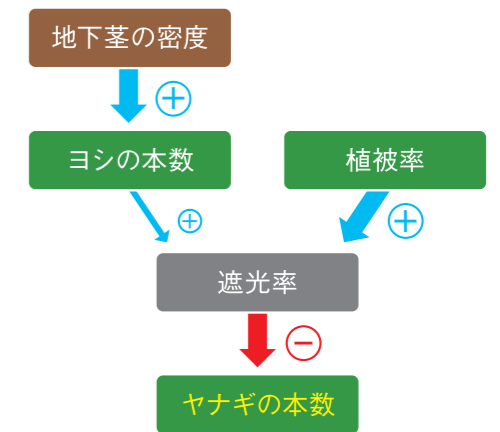 地下茎の密度
+
ヨシの本数
植被率
+
+
遮光率
−
ヤナギの本数